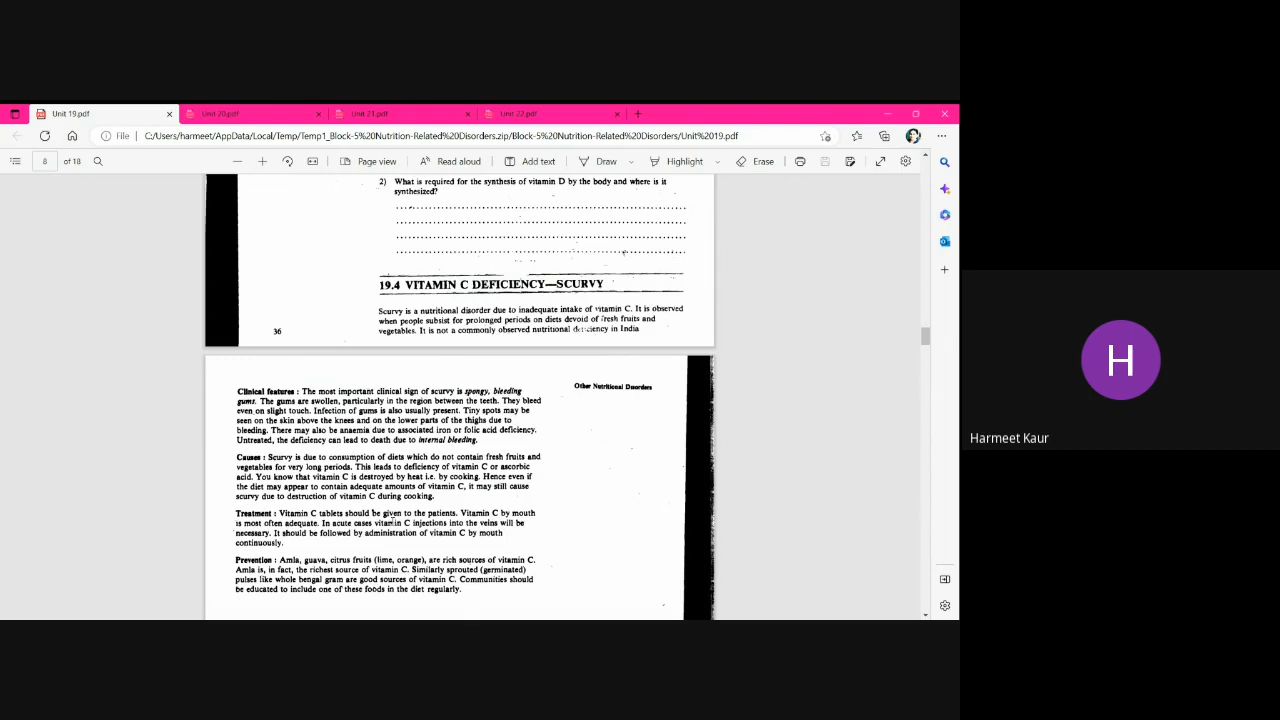 Unit 19.pdf
Unit 20.pdf
Unit 21.pdf
Unit 22.pdf
File
C:/Users/harmeet/AppData/Local/Temp/Temp1_Block-5%20Nutrition-Related%20Disorders.zip/Block-5%20Nutrition-Related%20Disorders/Unit%2019.pdf
8 of 18
Page view
Read aloud
Add text
Draw
Highlight
Erase
2) What is required for the synthesis of vitamin D by the body and where is it
synthesized?
19.4 VITAMIN C DEFICIENCY—SCURVY
Scurvy is a nutritional disorder due to inadequate intake of vitamin C. It is observed
when people subsist for prolonged periods on diets devoid of fresh fruits and
vegetables. It is not a commonly observed nutritional deficiency in India
36
Other Nutritional Disorders
Clinical features : The most important clinical sign of scurvy is spongy, bleeding
gums. The gums are swollen, particularly in the region between the teeth. They bleed
even on slight touch. Infection of gums is also usually present. Tiny spots may be
seen on the skin above the knees and on the lower parts of the thighs due to
bleeding. There may also be anaemia due to associated iron or folic acid deficiency.
Untreated, the deficiency can lead to death due to internal bleeding.
Causes : Scurvy is due to consumption of diets which do not contain fresh fruits and
vegetables for very long periods. This leads to deficiency of vitamin C or ascorbic
acid. You know that vitamin C is destroyed by heat i.e. by cooking. Hence even if
the diet may appear to contain adequate amounts of vitamin C, it may still cause
scurvy due to destruction of vitamin C during cooking.
Treatment : Vitamin C tablets should be given to the patients. Vitamin C by mouth
is most often adequate. In acute cases vitamin C injections into the veins will be
necessary. It should be followed by administration of vitamin C by mouth
continuously.
Prevention : Amla, guava, citrus fruits (lime, orange), are rich sources of vitamin C.
Amla is, in fact, the richest source of vitamin C. Similarly sprouted (germinated)
pulses like whole bengal gram are good sources of vitamin C. Communities should
be educated to include one of these foods in the diet regularly.
H
Harmeet Kaur